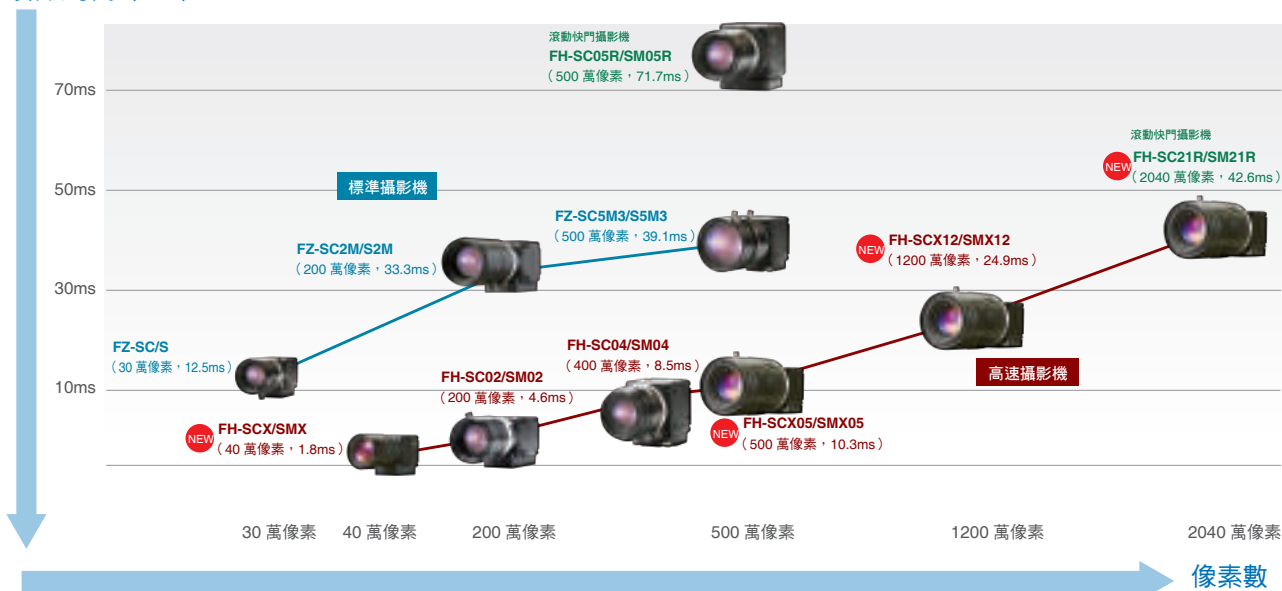 滾動快門攝影機
FH-SC05R/SM05R
(500 萬像素,71.7ms)
70ms
滾動快門攝影機
NEW
FH-SC21R/SM21R
(2040 萬像素,42.6ms)
50ms
標準攝影機
FZ-SC5M3/S5M3
(500 萬像素,39.1ms)
FZ-SC2M/S2M
(200 萬像素,33.3ms)
NEW
FH-SCX12/SMX12
(1200 萬像素,24.9ms)
30ms
FZ-SC/S
(30 萬像素,12.5ms)
FH-SC04/SM04
(400 萬像素,8.5ms)
高速攝影機
10ms
FH-SC02/SM02
(200 萬像素,4.6ms)
NEW
FH-SCX/SMX
(40 萬像素,1.8ms)
NEW
FH-SCX05/SMX05
(500 萬像素,10.3ms)
30 萬像素
40 萬像素
200 萬像素
500 萬像素
1200 萬像素
2040 萬像素
像素數